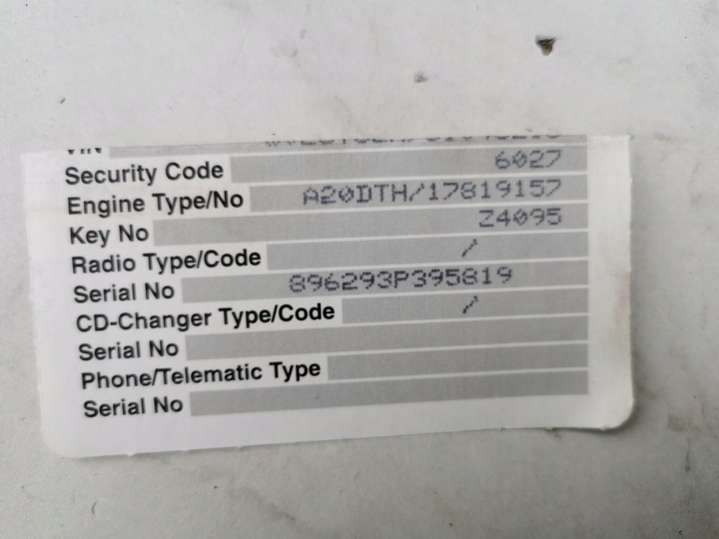 VIN
Security Code 6027
Engine Type/No A20DTH/17819157
Key No Z4095
Radio Type/Code /
Serial No 896293P395819
CD-Changer Type/Code /
Serial No
Phone/Telematic Type
Serial No